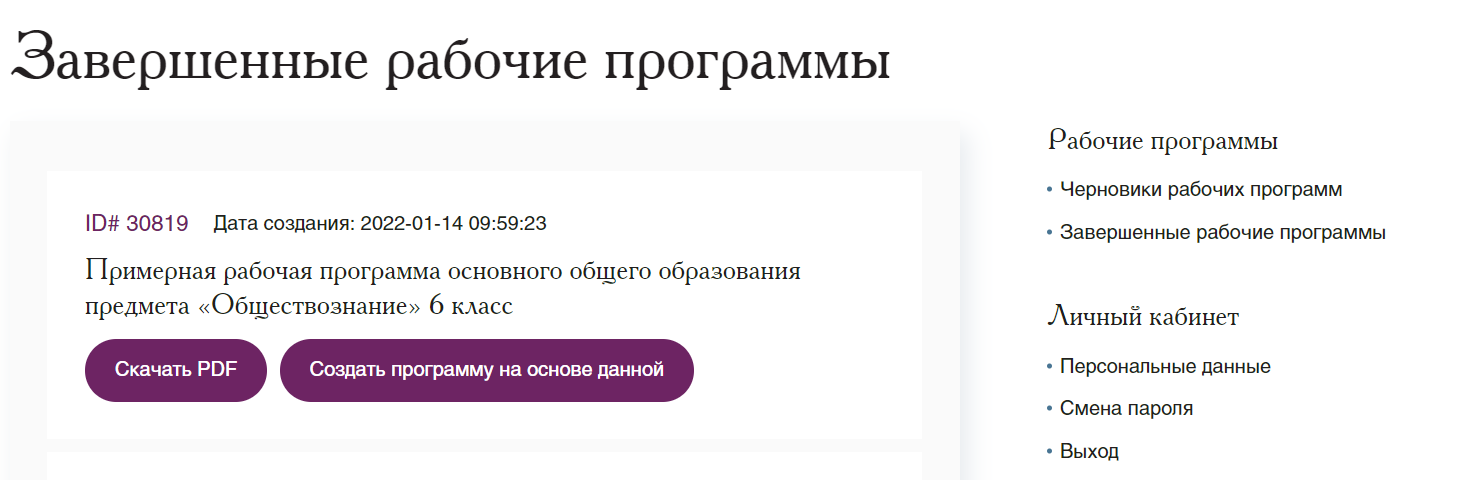 Завершенные рабочие программы
ID# 30819 Дата создания: 2022-01-14 09:59:23
Примерная рабочая программа основного общего образования
предмета «Обществознание» 6 класс
Скачать PDF
Создать программу на основе данной
Рабочие программы
• Черновики рабочих программ
• Завершенные рабочие программы
Личный кабинет
• Персональные данные
• Смена пароля
• Выход